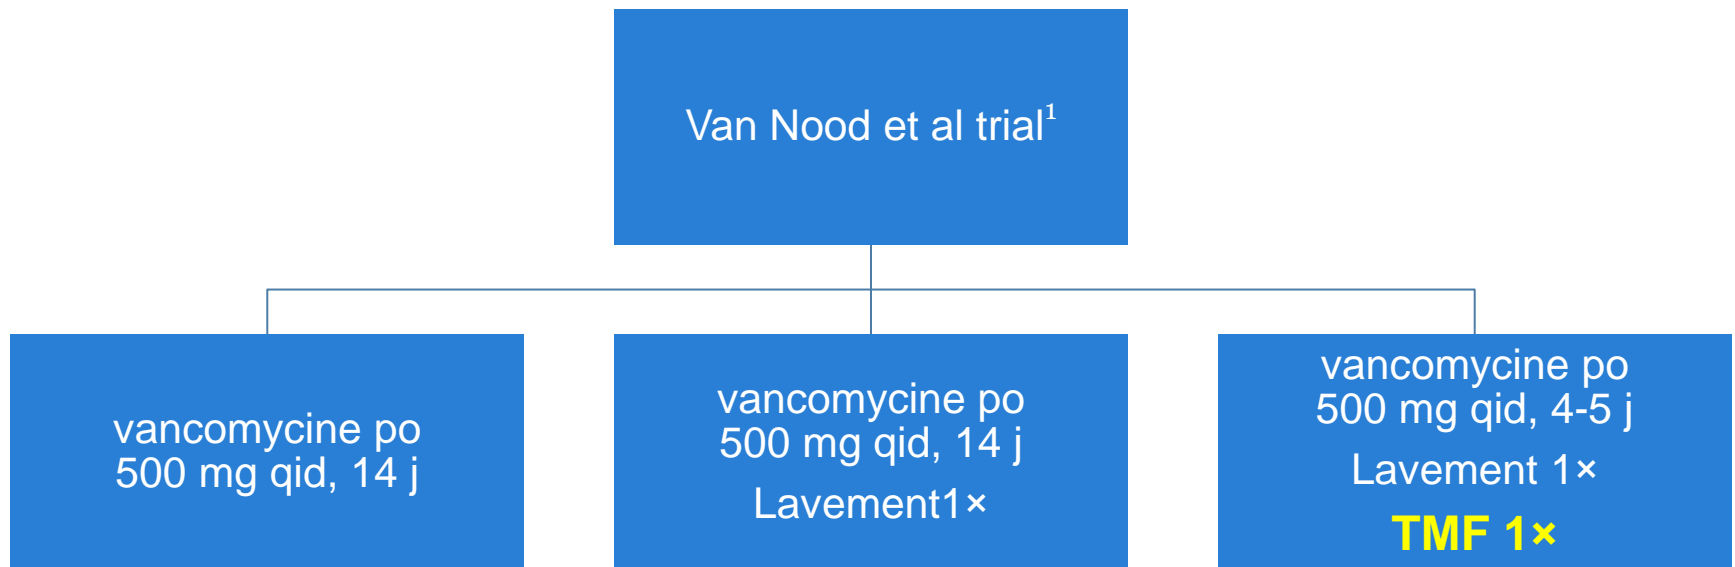 Van Nood et al trial¹
vancomycine po
500 mg qid, 14 j
vancomycine po
500 mg qid, 14 j
Lavement1×
vancomycine po
500 mg qid, 4-5 j
Lavement 1×
TMF 1×